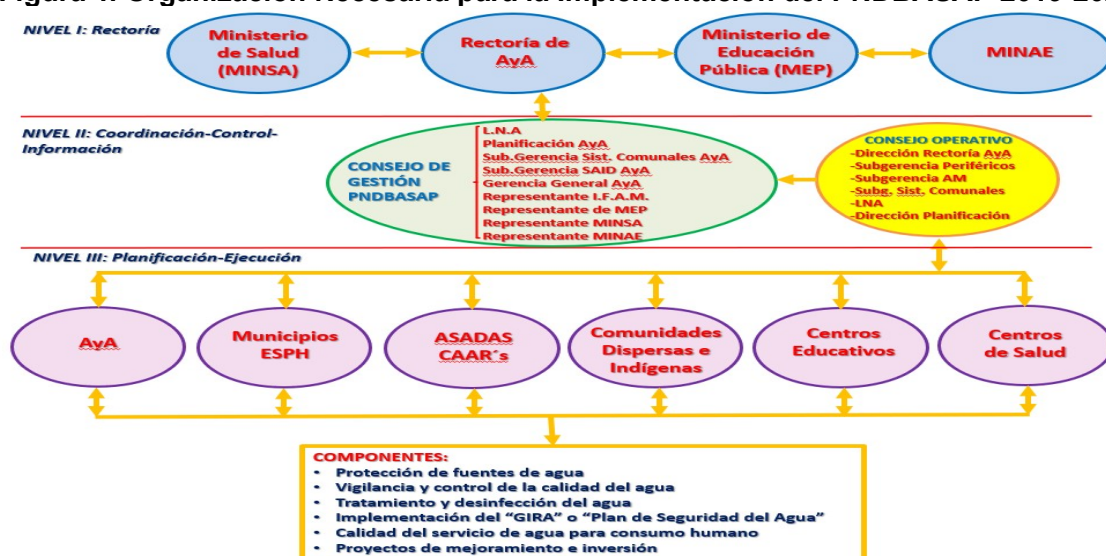 NIVEL I: Rectoría
Ministerio
de Salud
(MINSA)
Rectoría de
AyA
Ministerio de
Educación
Pública (MEP)
MINAE
NIVEL II: Coordinación-Control-
Información
CONSEJO DE
GESTIÓN
PNDBASAP
L.N.A
Planificación AyA
Sub.Gerencia Sist. Comunales AyA
Sub.Gerencia SAID AyA
Gerencia General AyA
Representante I.F.A.M.
Representante de MEP
Representante MINSA
Representante MINAE
CONSEJO OPERATIVO
-Dirección Rectoría AyA
-Subgerencia Periféricos
-Subgerencia AM
-Subg. Sist. Comunales
-LNA
-Dirección Planificación
NIVEL III: Planificación-Ejecución
AyA
Municipios
ESPH
ASADAS
CAAR´s
Comunidades
Dispersas e
Indígenas
Centros
Educativos
Centros
de Salud
COMPONENTES:
• Protección de fuentes de agua
• Vigilancia y control de la calidad del agua
• Tratamiento y desinfección del agua
• Implementación del “GIRA” o “Plan de Seguridad del Agua”
• Calidad del servicio de agua para consumo humano
• Proyectos de mejoramiento e inversión